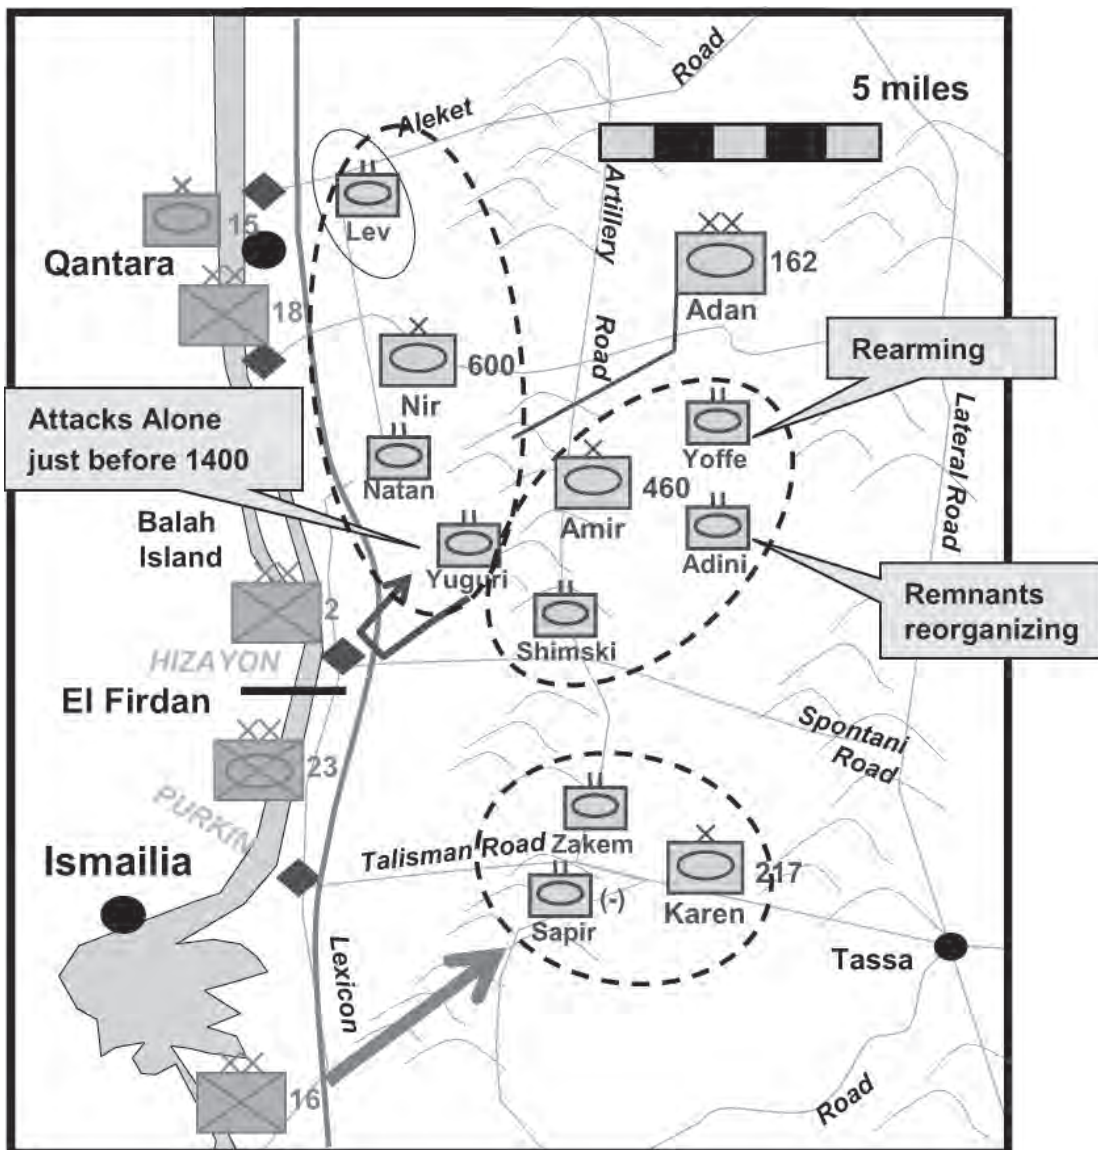 Road
5 miles
Aleket
Artillery
Road
Lev
15
Qantara
18
162
Adan
600
Nir
Rearming
Attacks Alone
just before 1400
Natan
Yoffe
460
Amir
Lateral Road
Balah
Island
Yuguri
Adini
Remnants
reorganizing
2
Shimski
HIZAYON
El Firdan
Spontani
Road
23
PURKIN
Zakem
Talisman Road
Ismailia
217
(-)
Sapir
Karen
Tassa
Lexicon
16
Road